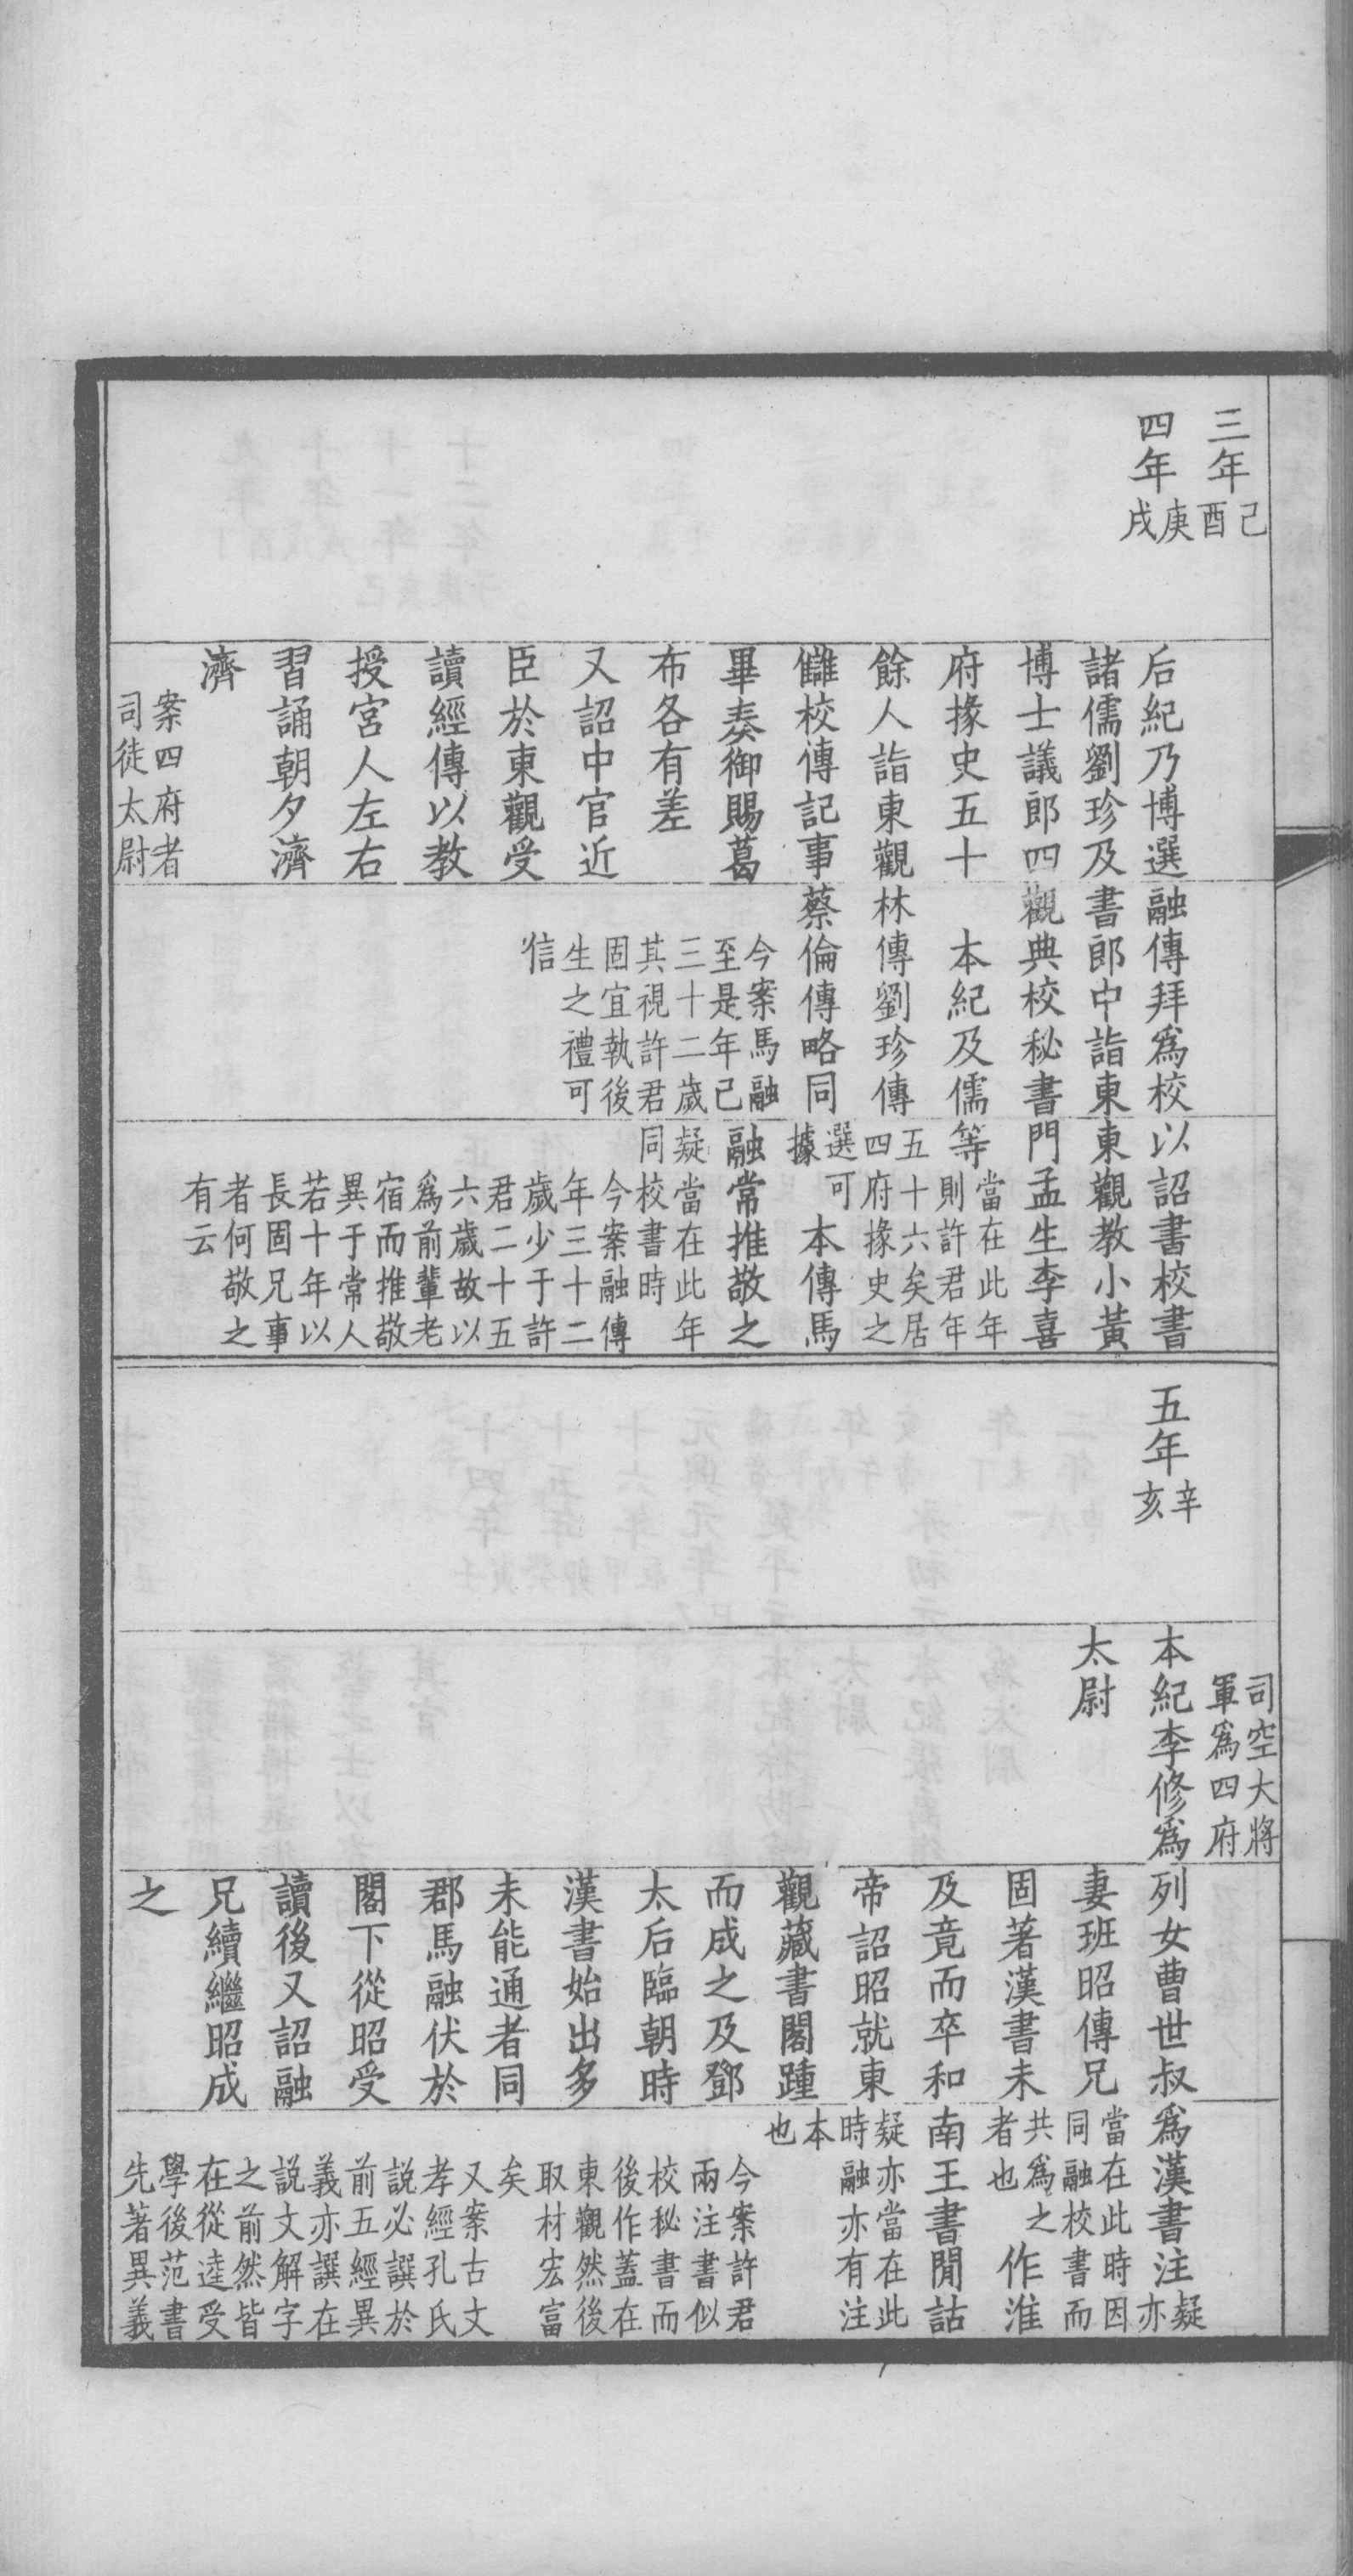 三年己酉
四年庚戌
后紀乃博選
諸儒劉珍及
博士議郎四
府掾史五十
餘人詣東觀
讎校傳記事
畢奏御賜葛
布各有差
又詔中官近
臣於東觀受
讀經傳以教
授宮人左右
習誦朝夕濟
濟
案四府者
司徒太尉
融傳拜爲校
書郎中詣東
觀典校秘書
本紀及儒
林傳劉珍傳
蔡倫傳略同
今案馬融
至是年已
三十二歲
其視許君
固宜執後
生之禮可
信
以詔書校書
東觀教小黃
門孟生李喜
等
當在此年
則許君年
五十六矣居
四府掾史之
選可
據
本傳馬
融常推敬之
疑當在此年
同校書時
今案融傳
年三十二
歲少于許
君二十五
六歲故以
爲前輩老
宿而推敬
異于常人
若十年以
長固兄事
者何敬之
有云
五年辛亥
司空大將
軍爲四府
本紀李修爲
太尉
列女曹世叔
妻班昭傳兄
固著漢書未
及竟而卒和
帝詔昭就東
觀藏書閣踵
而成之及鄧
太后臨朝時
漢書始出多
未能通者同
郡馬融伏於
閣下從昭受
讀後又詔融
兄續繼昭成
之
爲漢書注疑亦
當在此時因
同融校書而
共爲之
者也
作淮
南王書閒詁
疑亦當在此
時融亦有注
本
也
今案許君
兩注書似
校秘書而
後作蓋在
東觀然後
取材宏富
矣
又案古文
孝經孔氏
說必譔於
前五經異
義亦譔在
説文解字
之前然皆
在從逵受
學後范書
先著異義